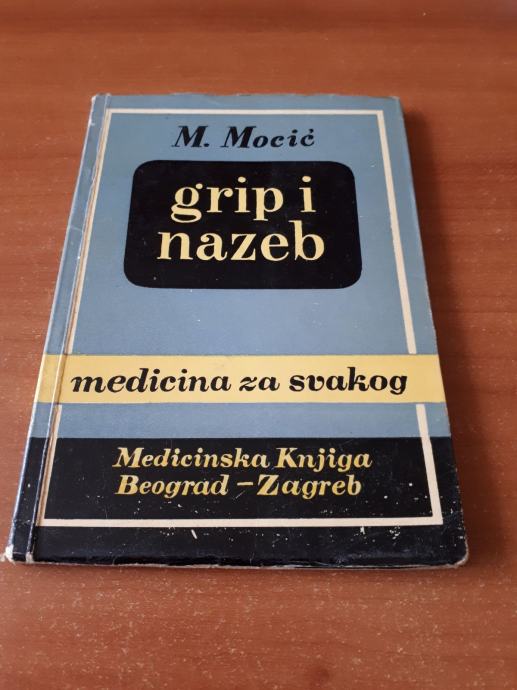 M. Mocić
grip i
nazeb
medicina za svakog
Medicinska Knjiga
Beograd – Zagreb